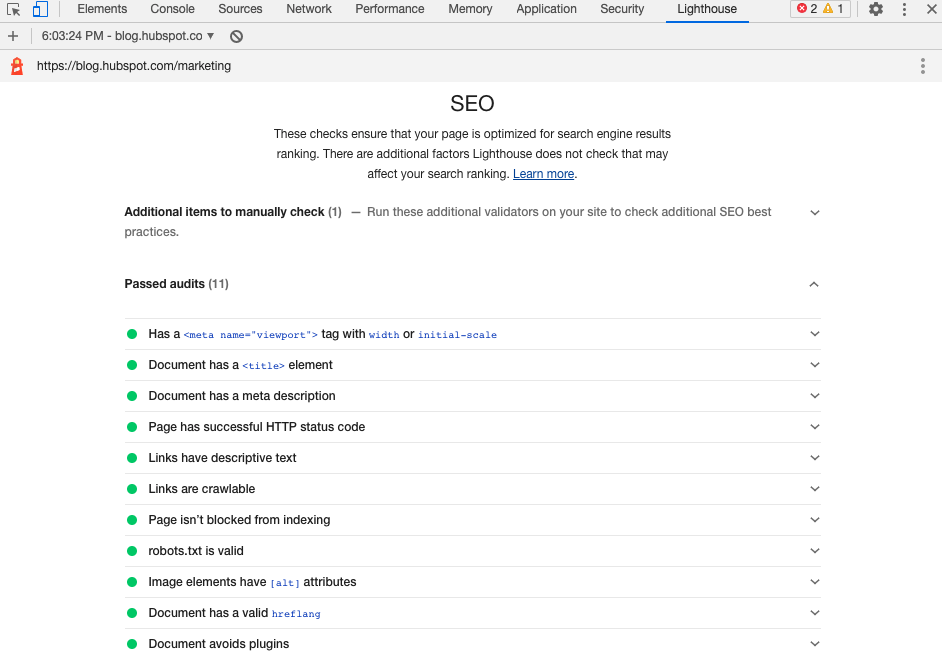 Elements Console Sources Network Performance Memory Application Security Lighthouse 2 1
6:03:24 PM - blog.hubspot.co
https://blog.hubspot.com/marketing
SEO
These checks ensure that your page is optimized for search engine results
ranking. There are additional factors Lighthouse does not check that may
affect your search ranking. Learn more.
Additional items to manually check (1) — Run these additional validators on your site to check additional SEO best
practices.
Passed audits (11)
Has a <meta name="viewport"> tag with width or initial-scale
Document has a <title> element
Document has a meta description
Page has successful HTTP status code
Links have descriptive text
Links are crawlable
Page isn’t blocked from indexing
robots.txt is valid
Image elements have [alt] attributes
Document has a valid hreflang
Document avoids plugins